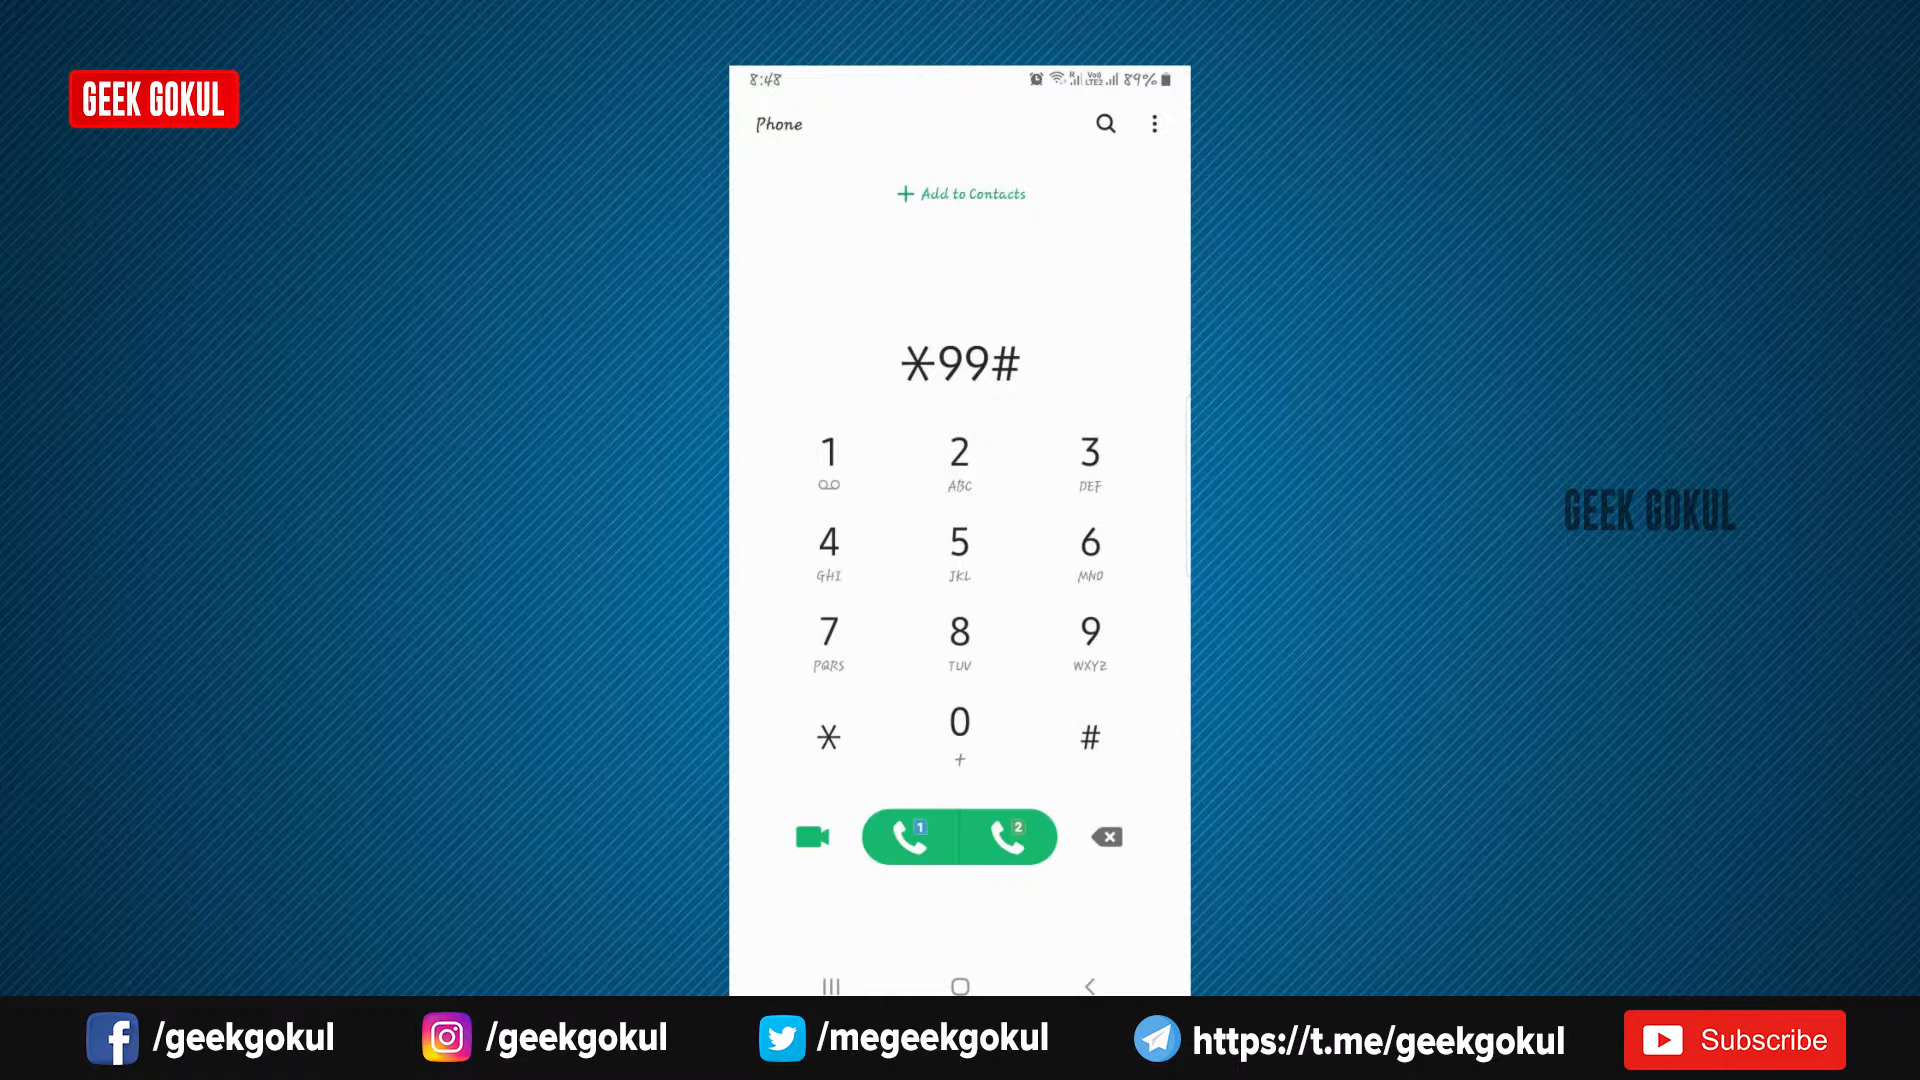 GEEK GOKUL
8:48
R Vo) LTE2 89%
Phone
+ Add to Contacts
*99#
1 2 3
ABC DEF
4 5 6
GHI JKL MNO
7 8 9
PQRS TUV WXYZ
* 0 #
+
1 2
GEEK GOKUL
/geekgokul /geekgokul /megeekgokul https://t.me/geekgokul Subscribe